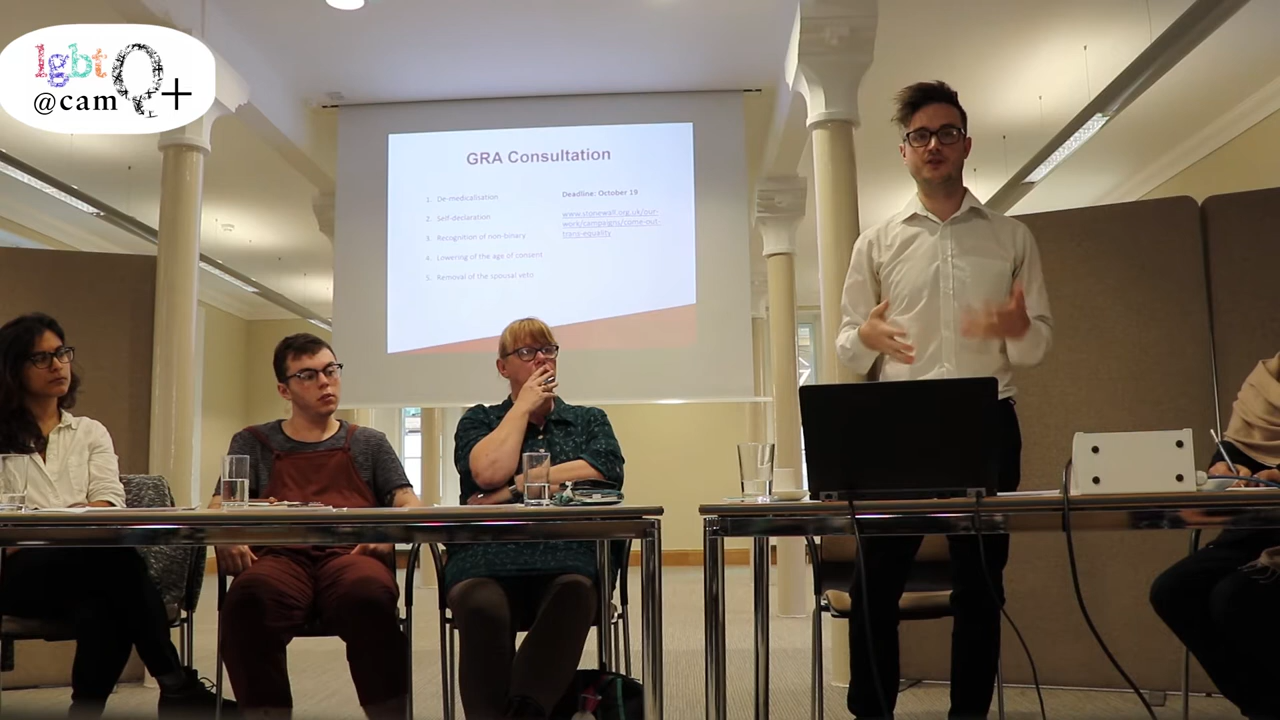 lgbtQ+
@cam
GRA Consultation
1. De-medicalisation
2. Self-declaration
3. Recognition of non-binary
4. Lowering of the age of consent
5. Removal of the spousal veto
Deadline: October 19
www.stonewall.org.uk/our-
work/campaigns/come-out-
trans-equality